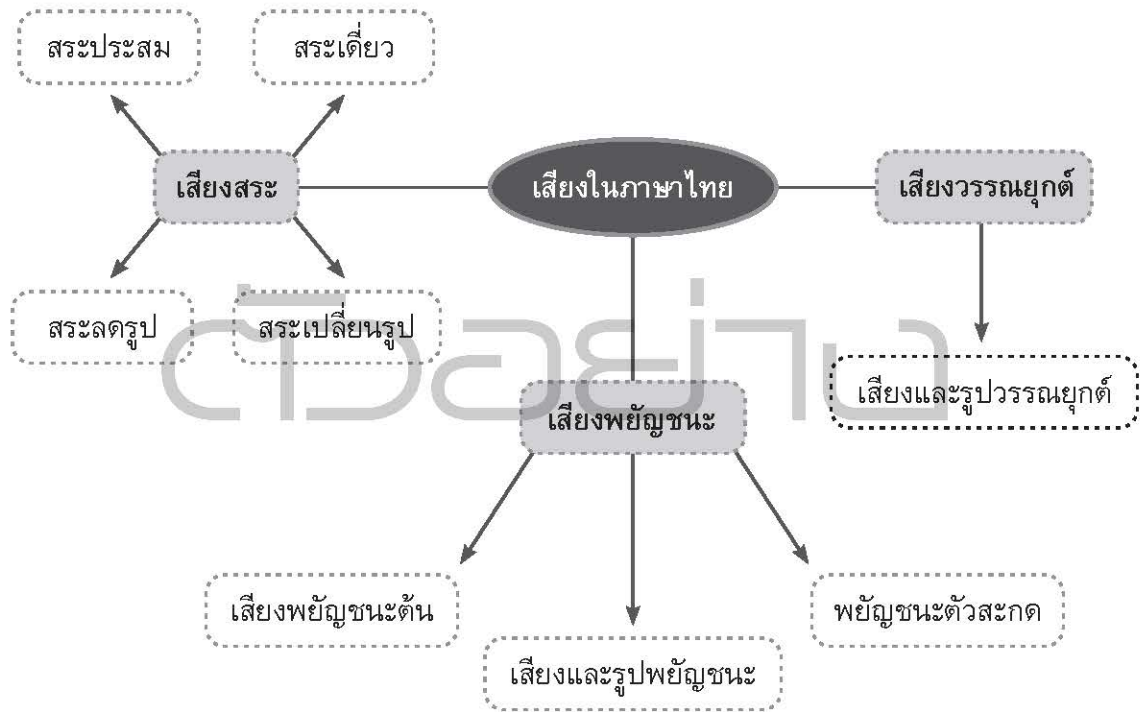 สระประสม
สระเดี่ยว
เสียงสระ
เสียงในภาษาไทย
เสียงวรรณยุกต์
สระลดรูป
สระเปลี่ยนรูป
ตัวอย่าง
เสียงและรูปวรรณยุกต์
เสียงพยัญชนะ
เสียงพยัญชนะต้น
พยัญชนะตัวสะกด
เสียงและรูปพยัญชนะ